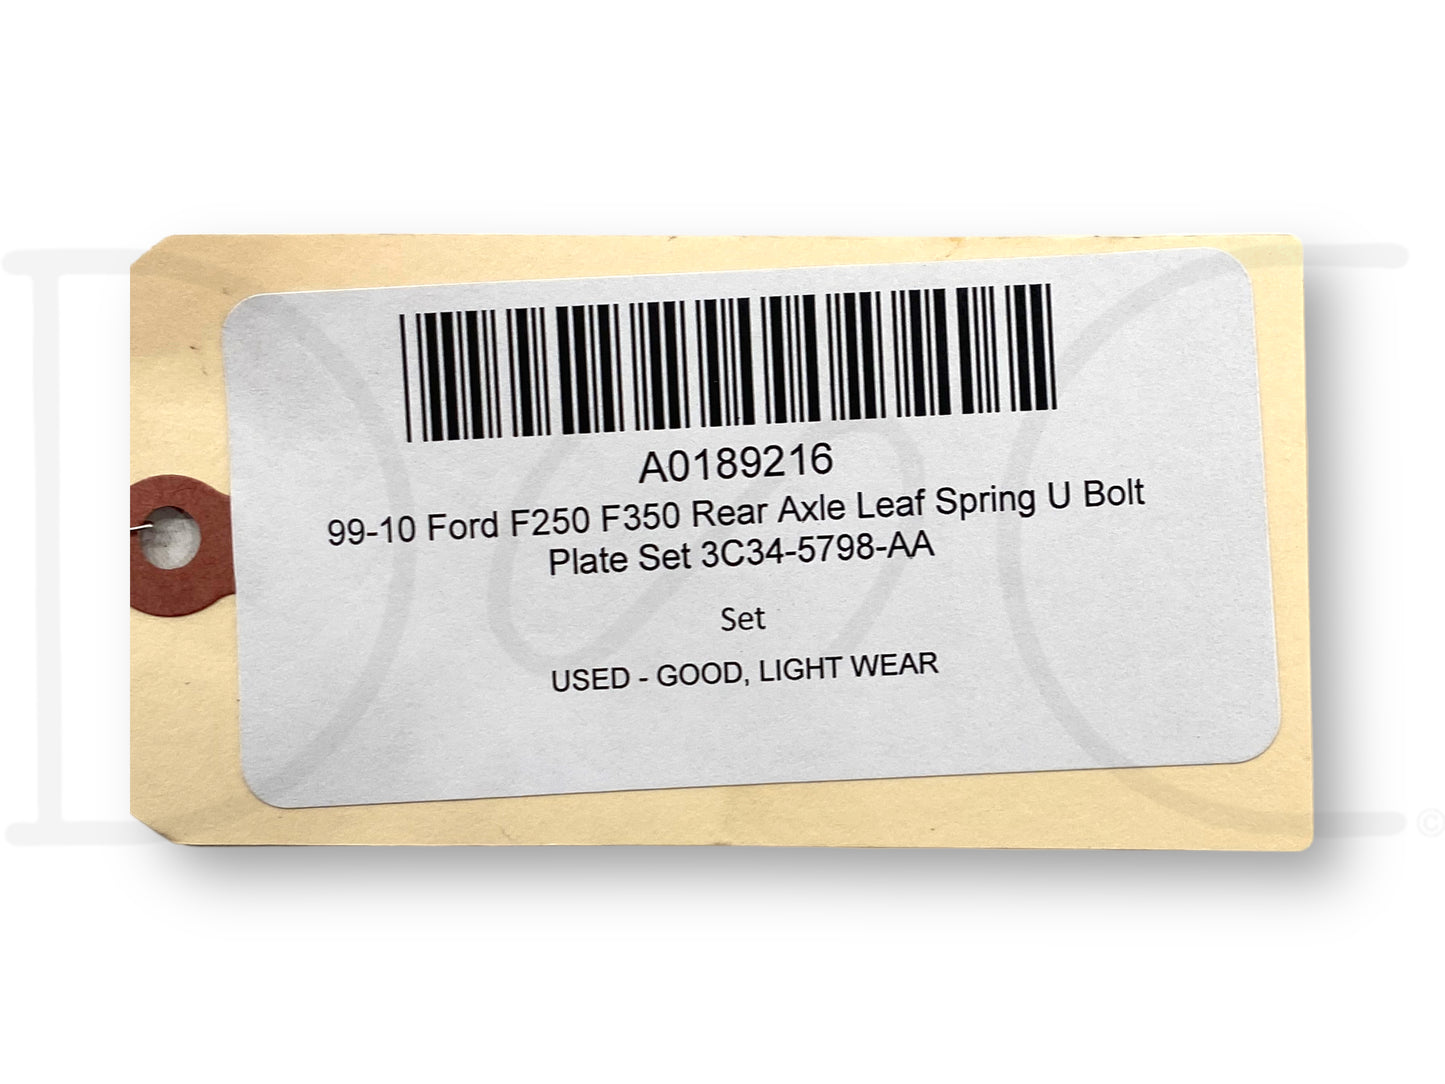 A0189216
99-10 Ford F250 F350 Rear Axle Leaf Spring U Bolt
Plate Set 3C34-5798-AA
Set
USED - GOOD, LIGHT WEAR
©